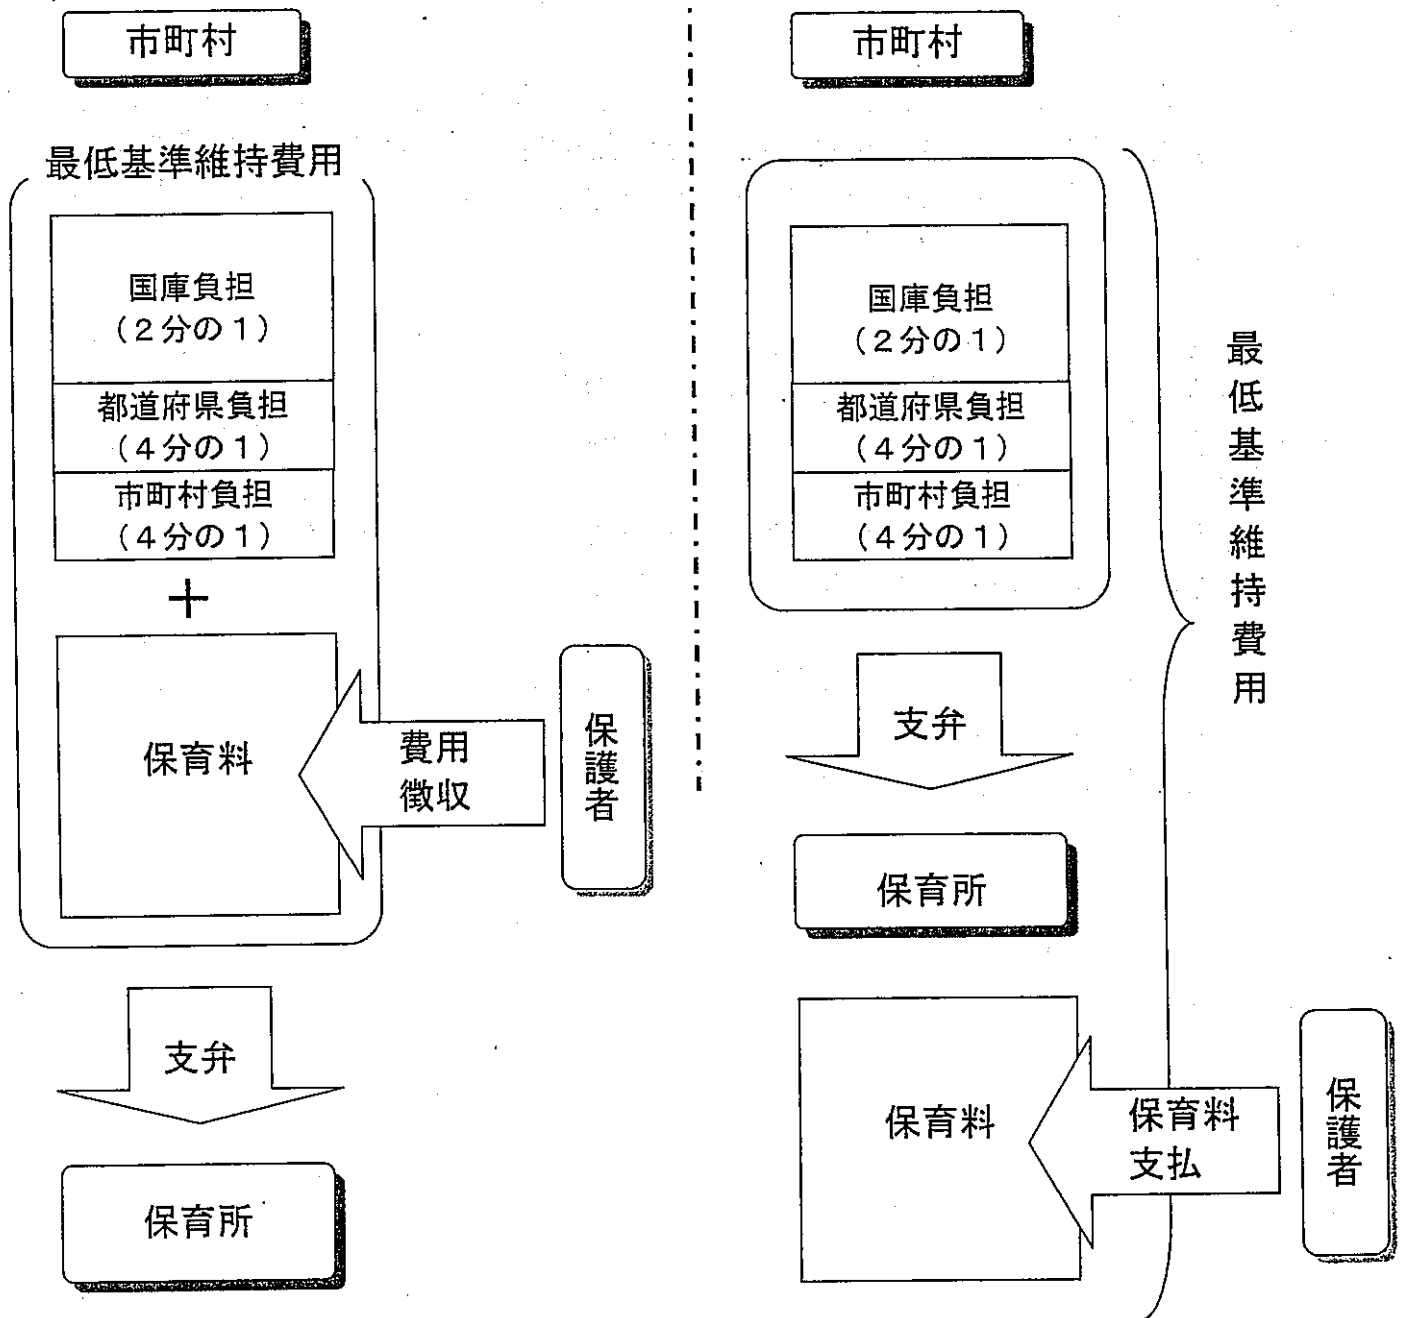 市町村
最低基準維持費用
国庫負担
(2分の1)
都道府県負担
(4分の1)
市町村負担
(4分の1)
+
保育料
費用
徴収
保護者
支弁
保育所
市町村
国庫負担
(2分の1)
都道府県負担
(4分の1)
市町村負担
(4分の1)
最低基準維持費用
支弁
保育所
保育料
保育料
支払
保護者